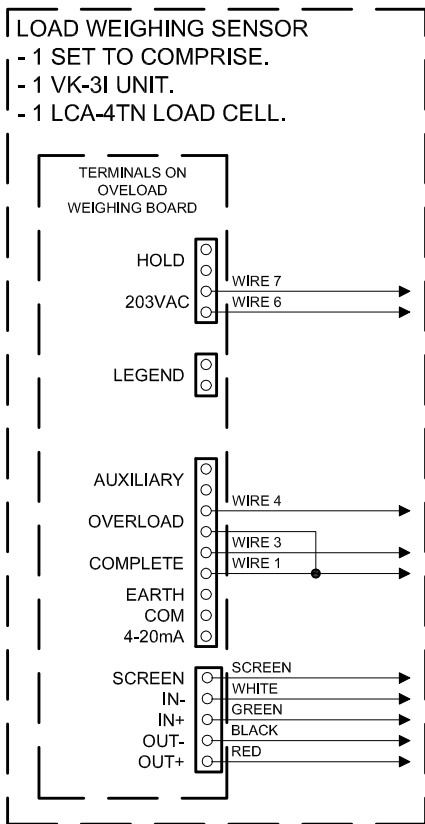 LOAD WEIGHING SENSOR
- 1 SET TO COMPRISE.
- 1 VK-3I UNIT.
- 1 LCA-4TN LOAD CELL.
TERMINALS ON
OVELOAD
WEIGHING BOARD
HOLD
WIRE 7
203VAC
WIRE 6
LEGEND
AUXILIARY
WIRE 4
OVERLOAD
WIRE 3
COMPLETE
WIRE 1
EARTH
COM
4-20mA
SCREEN
SCREEN
IN-
WHITE
IN+
GREEN
OUT-
BLACK
OUT+
RED